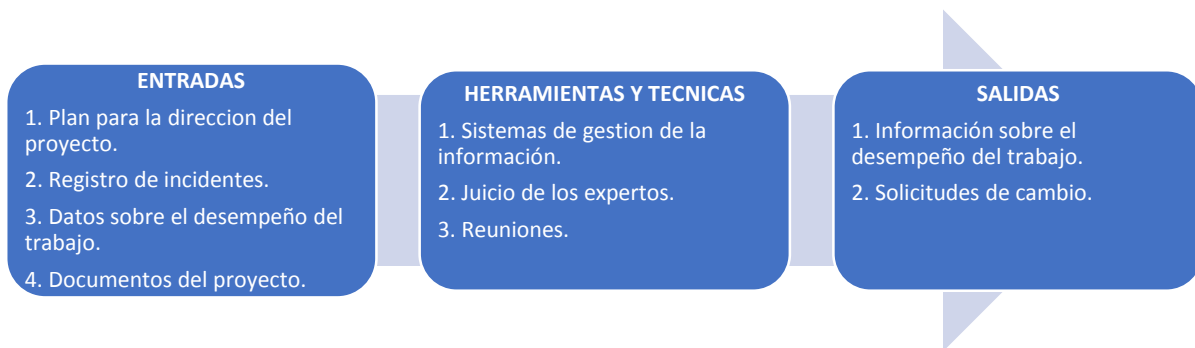 ENTRADAS
1. Plan para la direccion del
proyecto.
2. Registro de incidentes.
3. Datos sobre el desempeño del
trabajo.
4. Documentos del proyecto.
HERRAMIENTAS Y TECNICAS
1. Sistemas de gestion de la
información.
2. Juicio de los expertos.
3. Reuniones.
SALIDAS
1. Información sobre el
desempeño del trabajo.
2. Solicitudes de cambio.